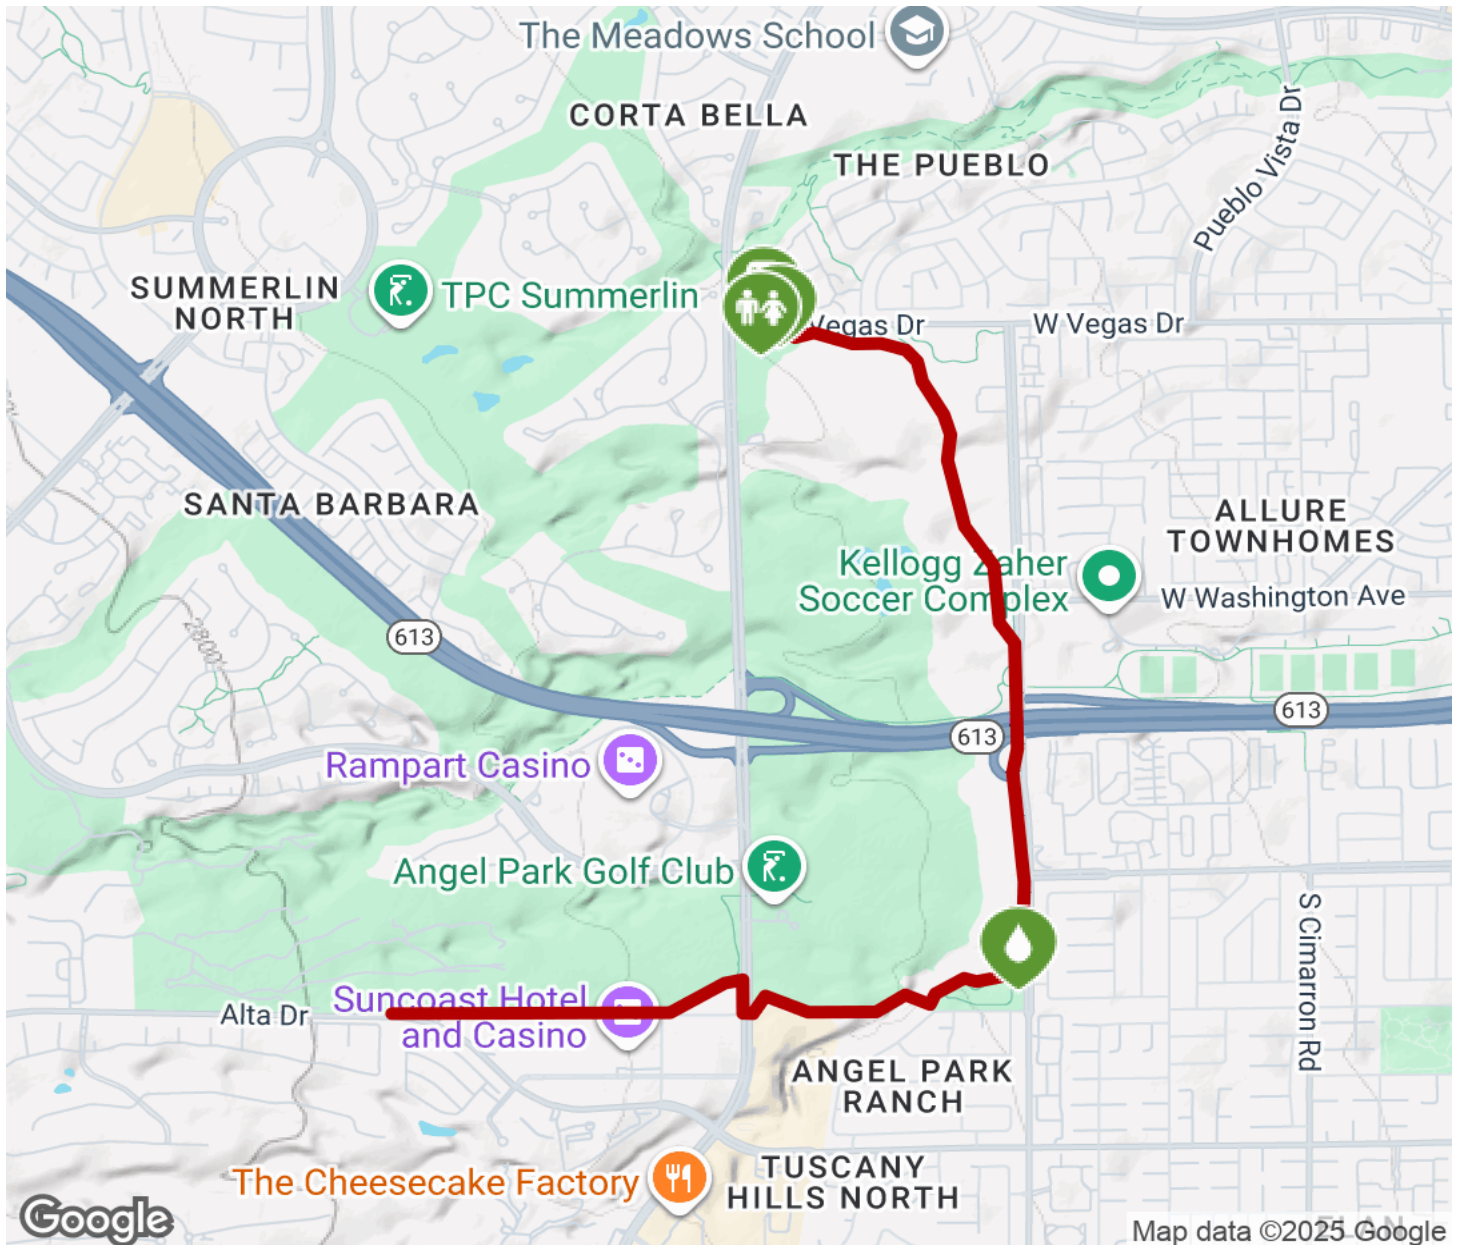 The Meadows School
CORTA BELLA
THE PUEBLO
Pueblo Vista Dr
SUMMERLIN
NORTH
TPC Summerlin
Vegas Dr
W Vegas Dr
SANTA BARBARA
ALLURE
TOWNHOMES
Kellogg Zaher
Soccer Complex
W Washington Ave
2800'
613
613
613
Rampart Casino
Angel Park Golf Club
S Cimarron Rd
Suncoast Hotel
and Casino
Alta Dr
ANGEL PARK
RANCH
The Cheesecake Factory
TUSCANY
HILLS NORTH
Google
Map data ©2025 Google